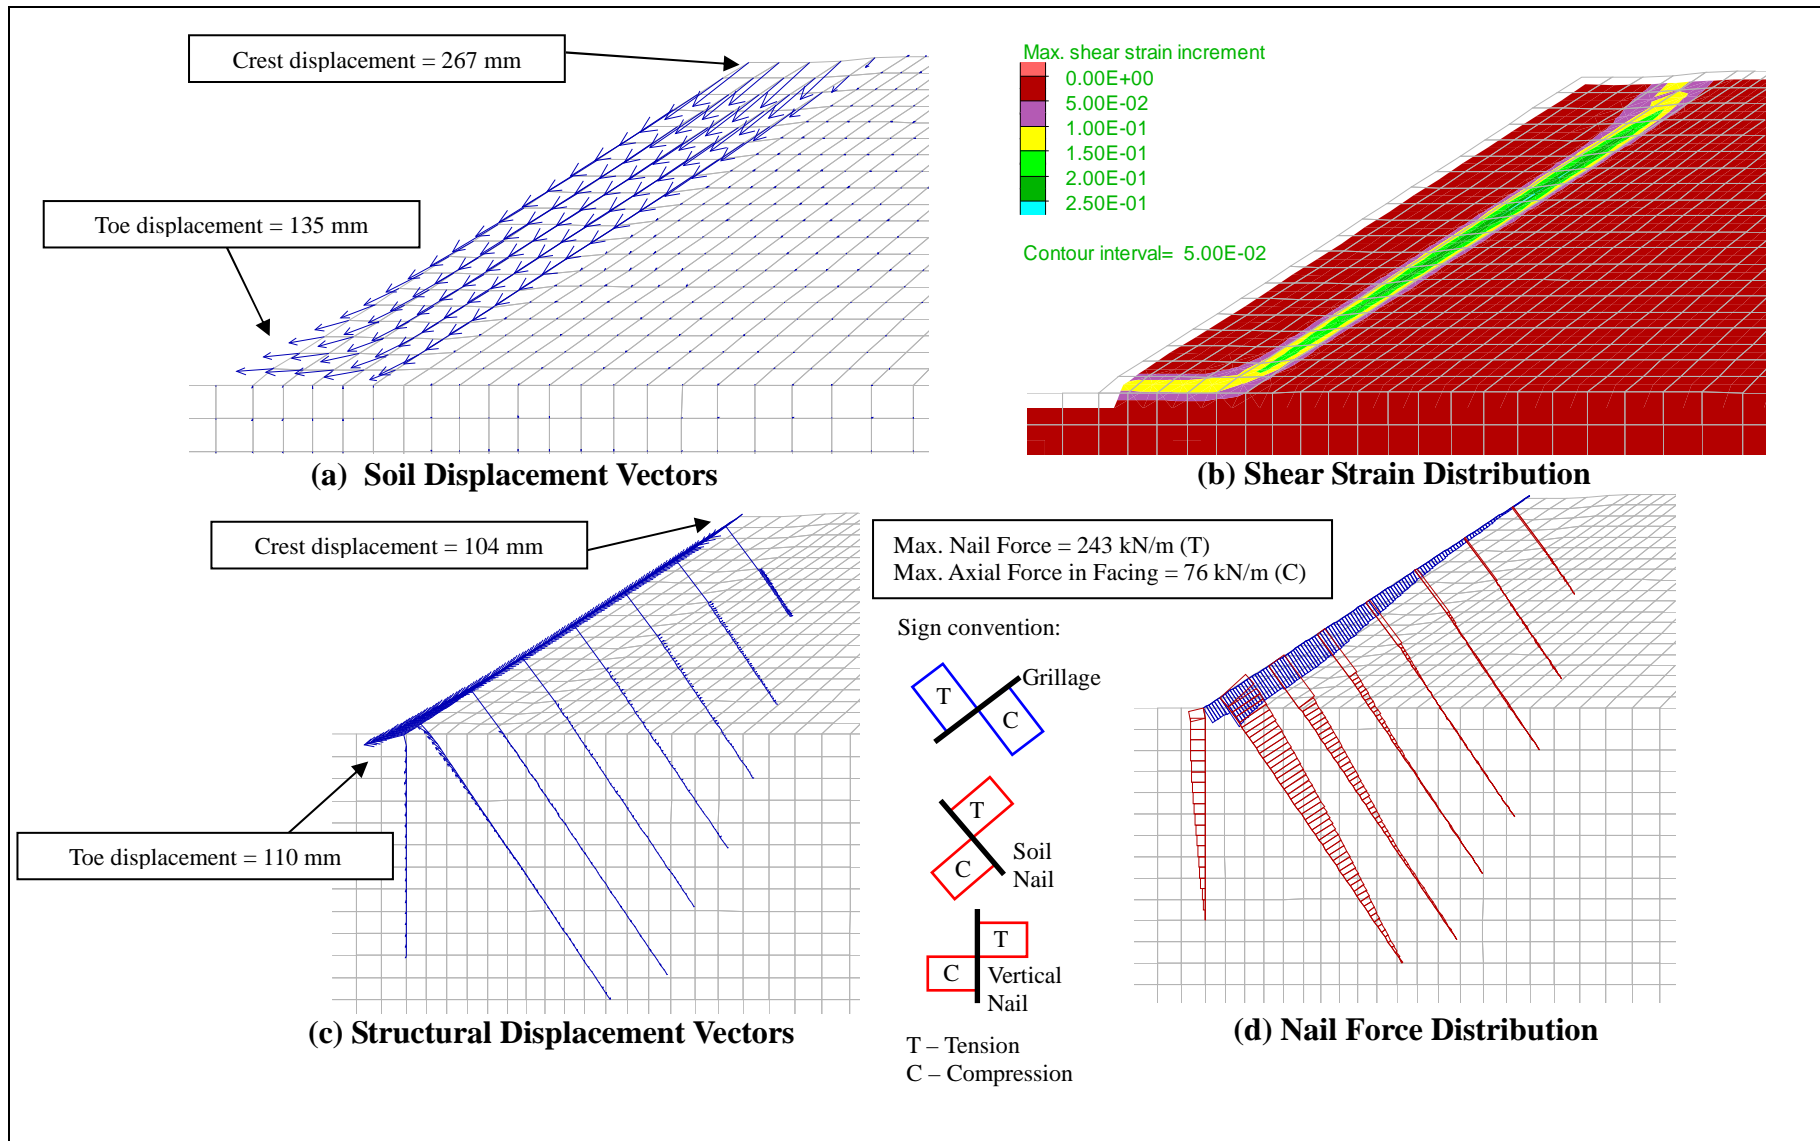 Crest displacement = 267 mm
Toe displacement = 135 mm
(a) Soil Displacement Vectors
Max. shear strain increment
0.00E+00
5.00E-02
1.00E-01
1.50E-01
2.00E-01
2.50E-01
Contour interval= 5.00E-02
(b) Shear Strain Distribution
Crest displacement = 104 mm
Toe displacement = 110 mm
(c) Structural Displacement Vectors
Max. Nail Force = 243 kN/m (T)
Max. Axial Force in Facing = 76 kN/m (C)
Sign convention:
T
Grillage
C
T
C
Soil
Nail
T
C
Vertical
Nail
T – Tension
C – Compression
(d) Nail Force Distribution